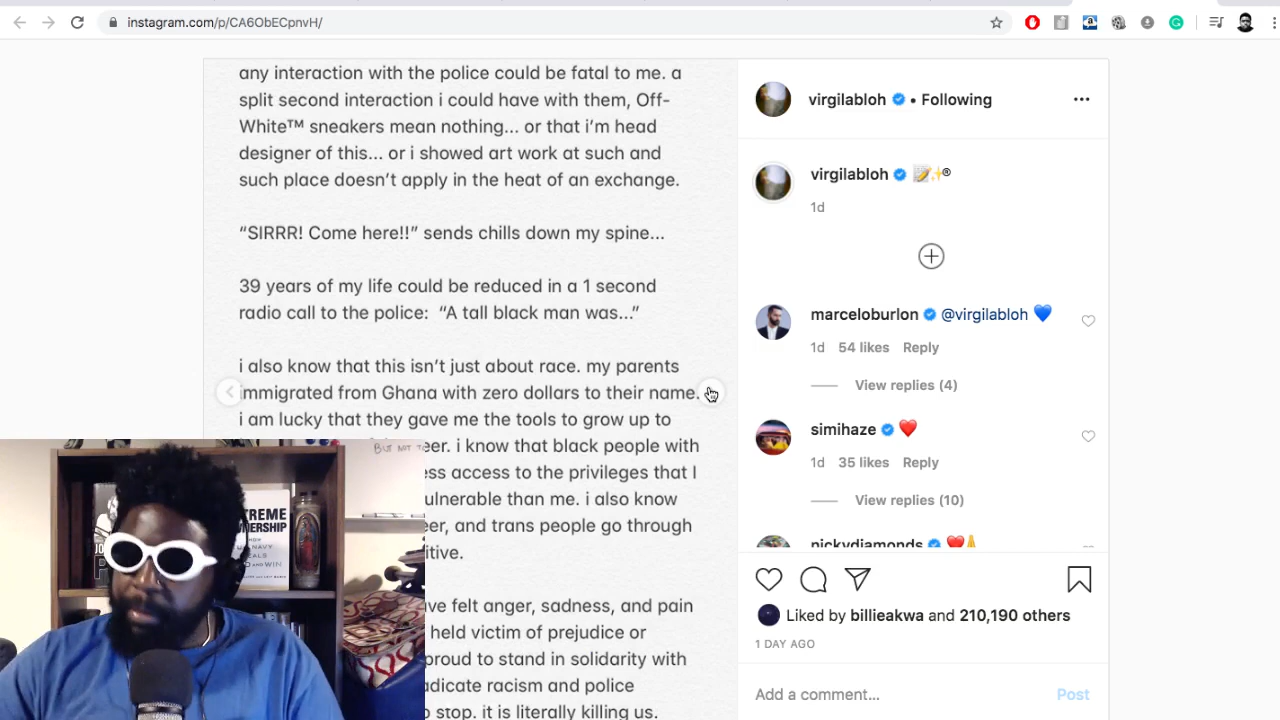 instagram.com/p/CA6ObECpnvH/
any interaction with the police could be fatal to me. a
split second interaction i could have with them, Off-
White™ sneakers mean nothing... or that i'm head
designer of this... or i showed art work at such and
such place doesn't apply in the heat of an exchange.
“SIRRR! Come here!!” sends chills down my spine...
39 years of my life could be reduced in a 1 second
radio call to the police: “A tall black man was...”
i also know that this isn't just about race. my parents
immigrated from Ghana with zero dollars to their name.
i am lucky that they gave me the tools to grow up to
eer. i know that black people with
ess access to the privileges that I
ulnerable than me. i also know
eer, and trans people go through
itive.
ve felt anger, sadness, and pain
held victim of prejudice or
proud to stand in solidarity with
adicate racism and police
stop. it is literally killing us.
BUT NOT
OWNERSHIP
NAVY
AND WIN
virgilabloh • Following
virgilabloh 📝✨®
1d
marceloburlon @virgilabloh 💙
1d 54 likes Reply
View replies (4)
simihaze ❤️
1d 35 likes Reply
View replies (10)
nickydiamonds ❤️🙏
Liked by billieakwa and 210,190 others
1 DAY AGO
Add a comment... Post